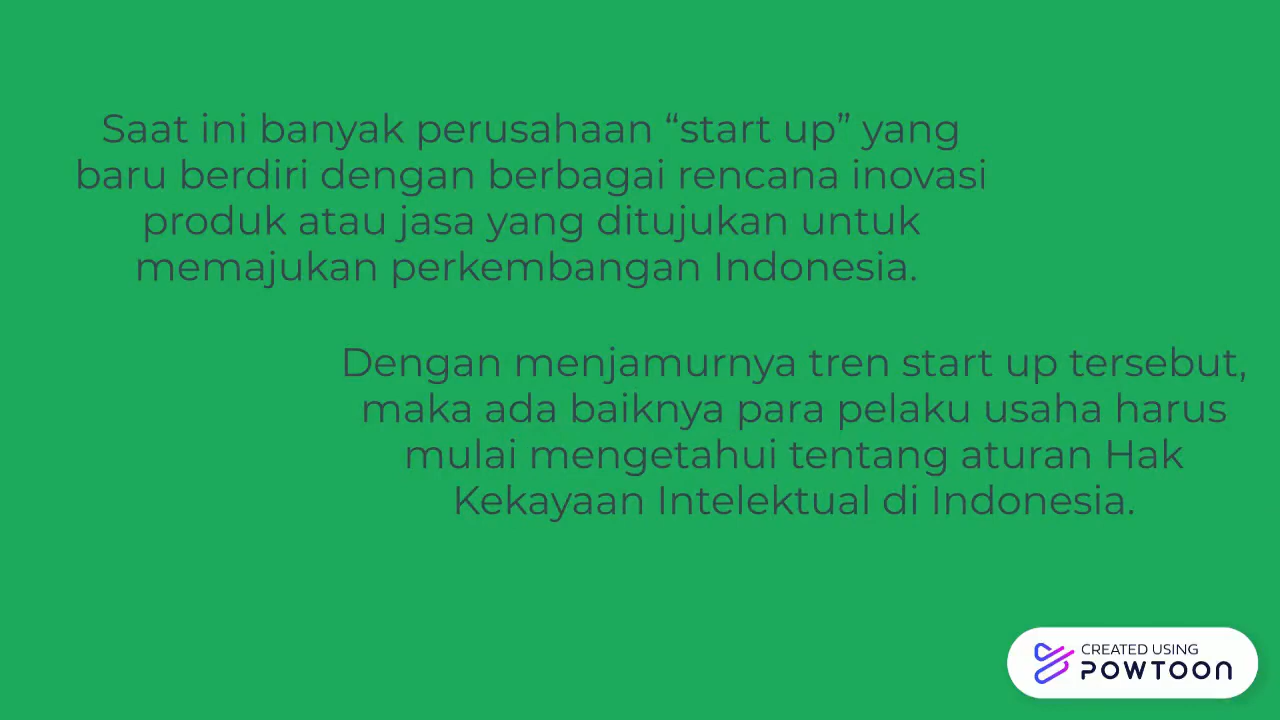 Saat ini banyak perusahaan “start up” yang
baru berdiri dengan berbagai rencana inovasi
produk atau jasa yang ditujukan untuk
memajukan perkembangan Indonesia.
Dengan menjamurnya tren start up tersebut,
maka ada baiknya para pelaku usaha harus
mulai mengetahui tentang aturan Hak
Kekayaan Intelektual di Indonesia.
CREATED USING
POWTOON